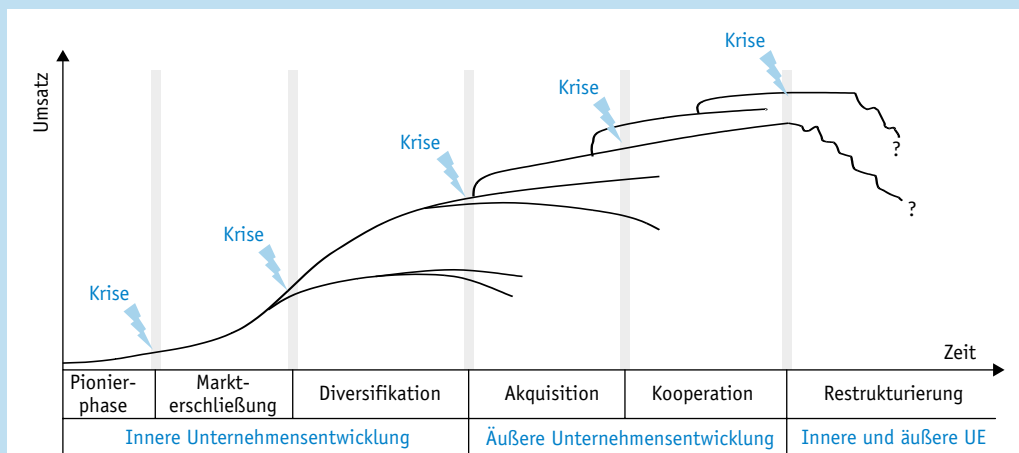 Krise
Umsatz
Krise
Krise
Krise
?
?
Krise
Zeit
Pionier-
phase
Markt-
erschließung
Diversifikation
Akquisition
Kooperation
Restrukturierung
Innere Unternehmensentwicklung
Äußere Unternehmensentwicklung
Innere und äußere UE